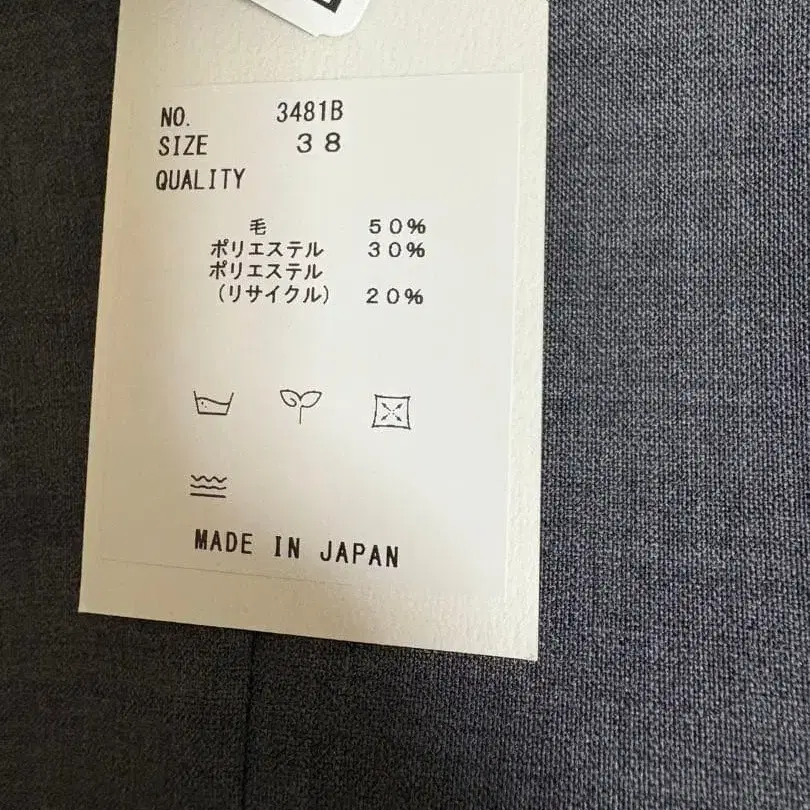 NO. 3481B
SIZE 38
QUALITY
毛 50%
ポリエステル 30%
ポリエステル
(リサイクル) 20%
MADE IN JAPAN